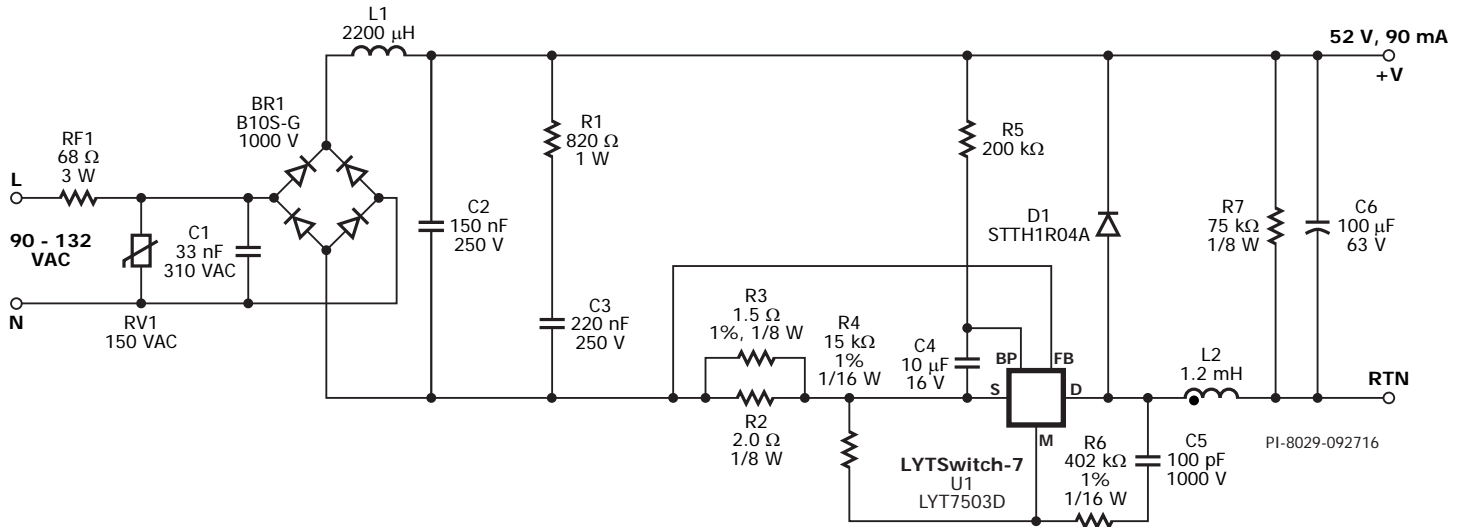 L1
2200 µH
52 V, 90 mA
+V
BR1
B10S-G
1000 V
RF1
68 Ω
3 W
L
90 - 132
VAC
N
C1
33 nF
310 VAC
RV1
150 VAC
C2
150 nF
250 V
R1
820 Ω
1 W
C3
220 nF
250 V
R3
1.5 Ω
1%, 1/8 W
R2
2.0 Ω
1/8 W
R4
15 kΩ
1%
1/16 W
R5
200 kΩ
C4
10 µF
16 V
BP
FB
S
D
M
LYTSwitch-7
U1
LYT7503D
D1
STTH1R04A
R6
402 kΩ
1%
1/16 W
C5
100 pF
1000 V
L2
1.2 mH
R7
75 kΩ
1/8 W
C6
100 µF
63 V
RTN
PI-8029-092716